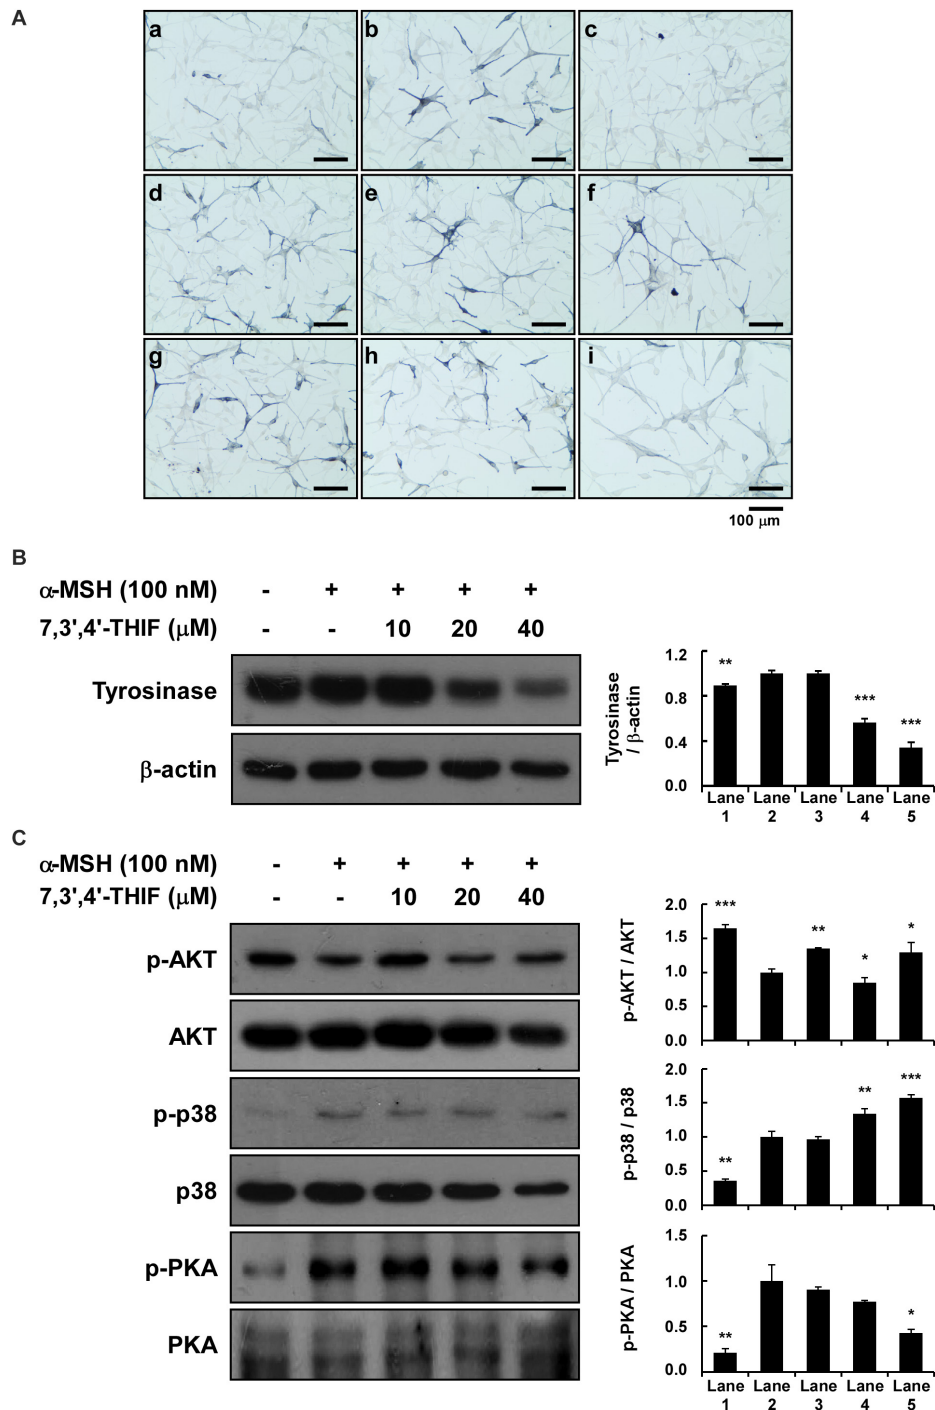 A
a b c
d e f
g h i
100 μm
B
α-MSH (100 nM) - + + + +
7,3',4'-THIF (μM) - - 10 20 40
Tyrosinase
β-actin
Tyrosinase
/ β-actin
1.2
0.8
0.4
0.0
** *** ***
Lane Lane Lane Lane Lane
1 2 3 4 5
C
α-MSH (100 nM) - + + + +
7,3',4'-THIF (μM) - - 10 20 40
p-AKT
AKT
p-p38
p38
p-PKA
PKA
p-AKT / AKT
2.0
1.5
1.0
0.5
0.0
*** ** * *
p-p38 / p38
2.0
1.5
1.0
0.5
0.0
** ** ***
p-PKA / PKA
1.5
1.0
0.5
0.0
** *
Lane Lane Lane Lane Lane
1 2 3 4 5